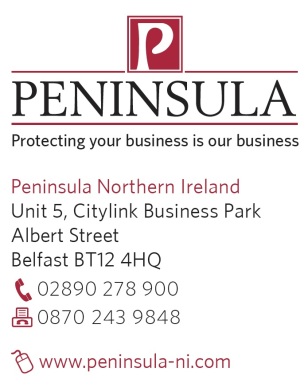 P
PENINSULA
Protecting your business is our business
Peninsula Northern Ireland
Unit 5, Citylink Business Park
Albert Street
Belfast BT12 4HQ
02890 278 900
0870 243 9848
www.peninsula-ni.com